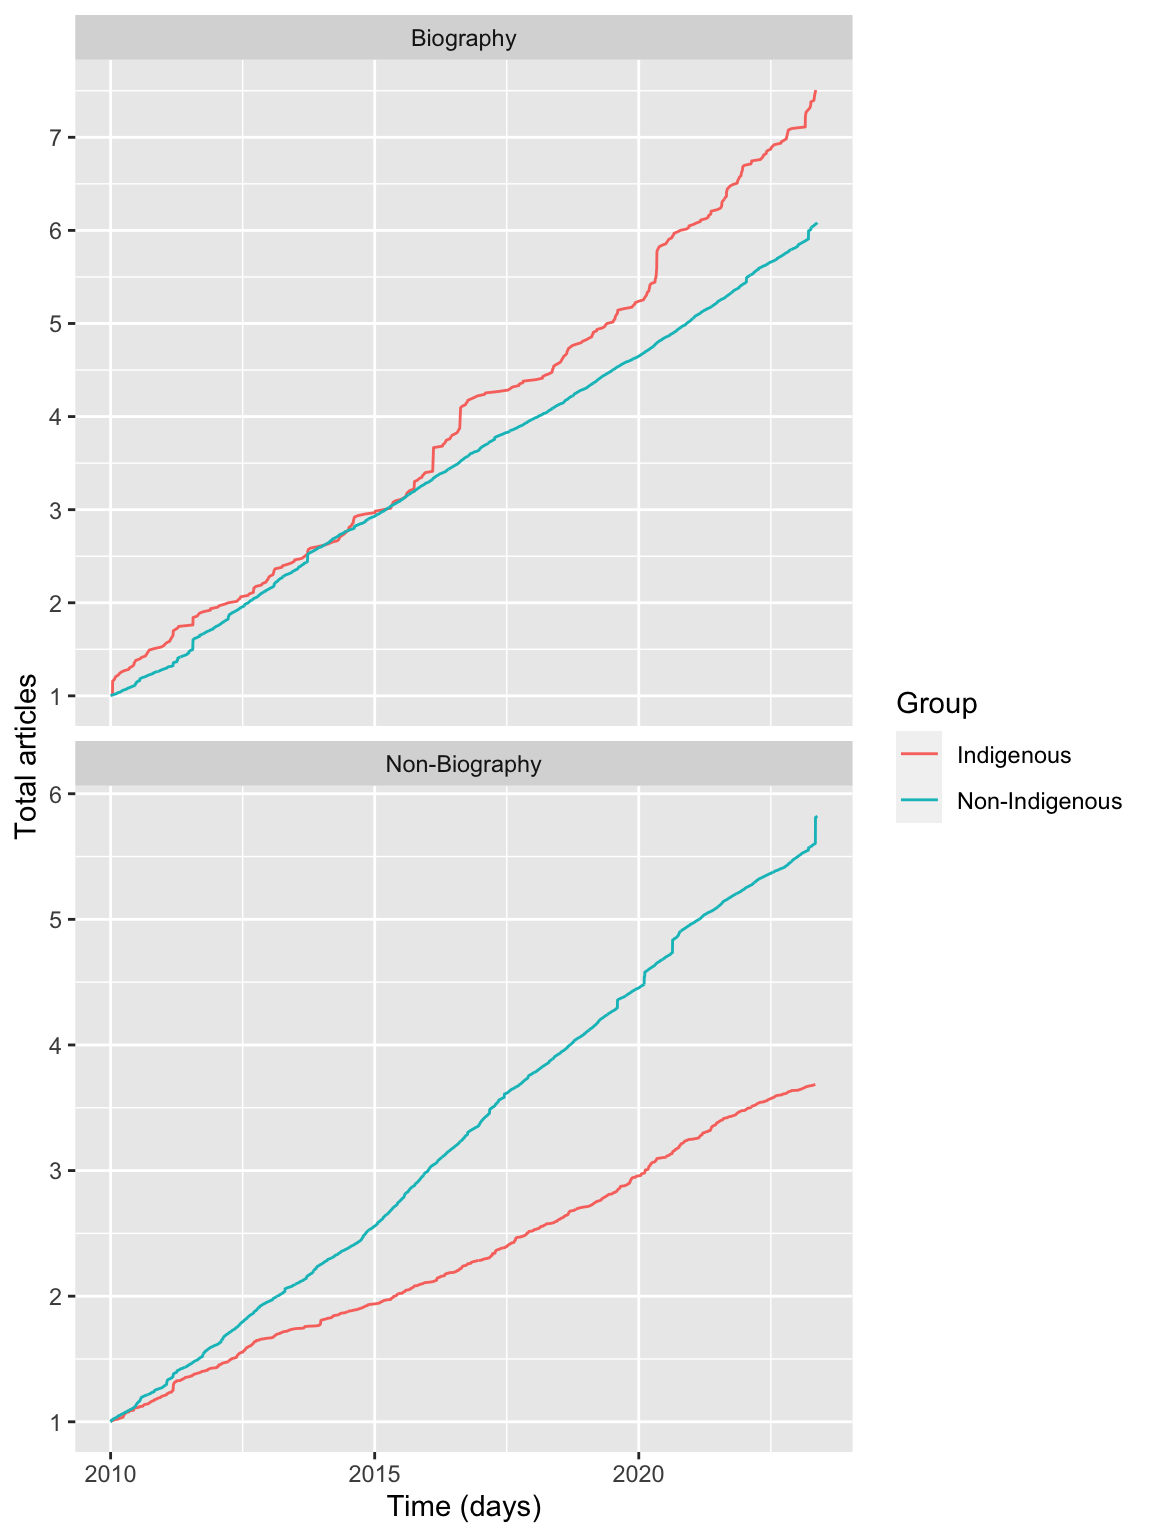 Biography
7
6
5
4
3
2
1
Total articles
Non-Biography
6
5
4
3
2
1
2010 2015 2020
Time (days)
Group
Indigenous
Non-Indigenous